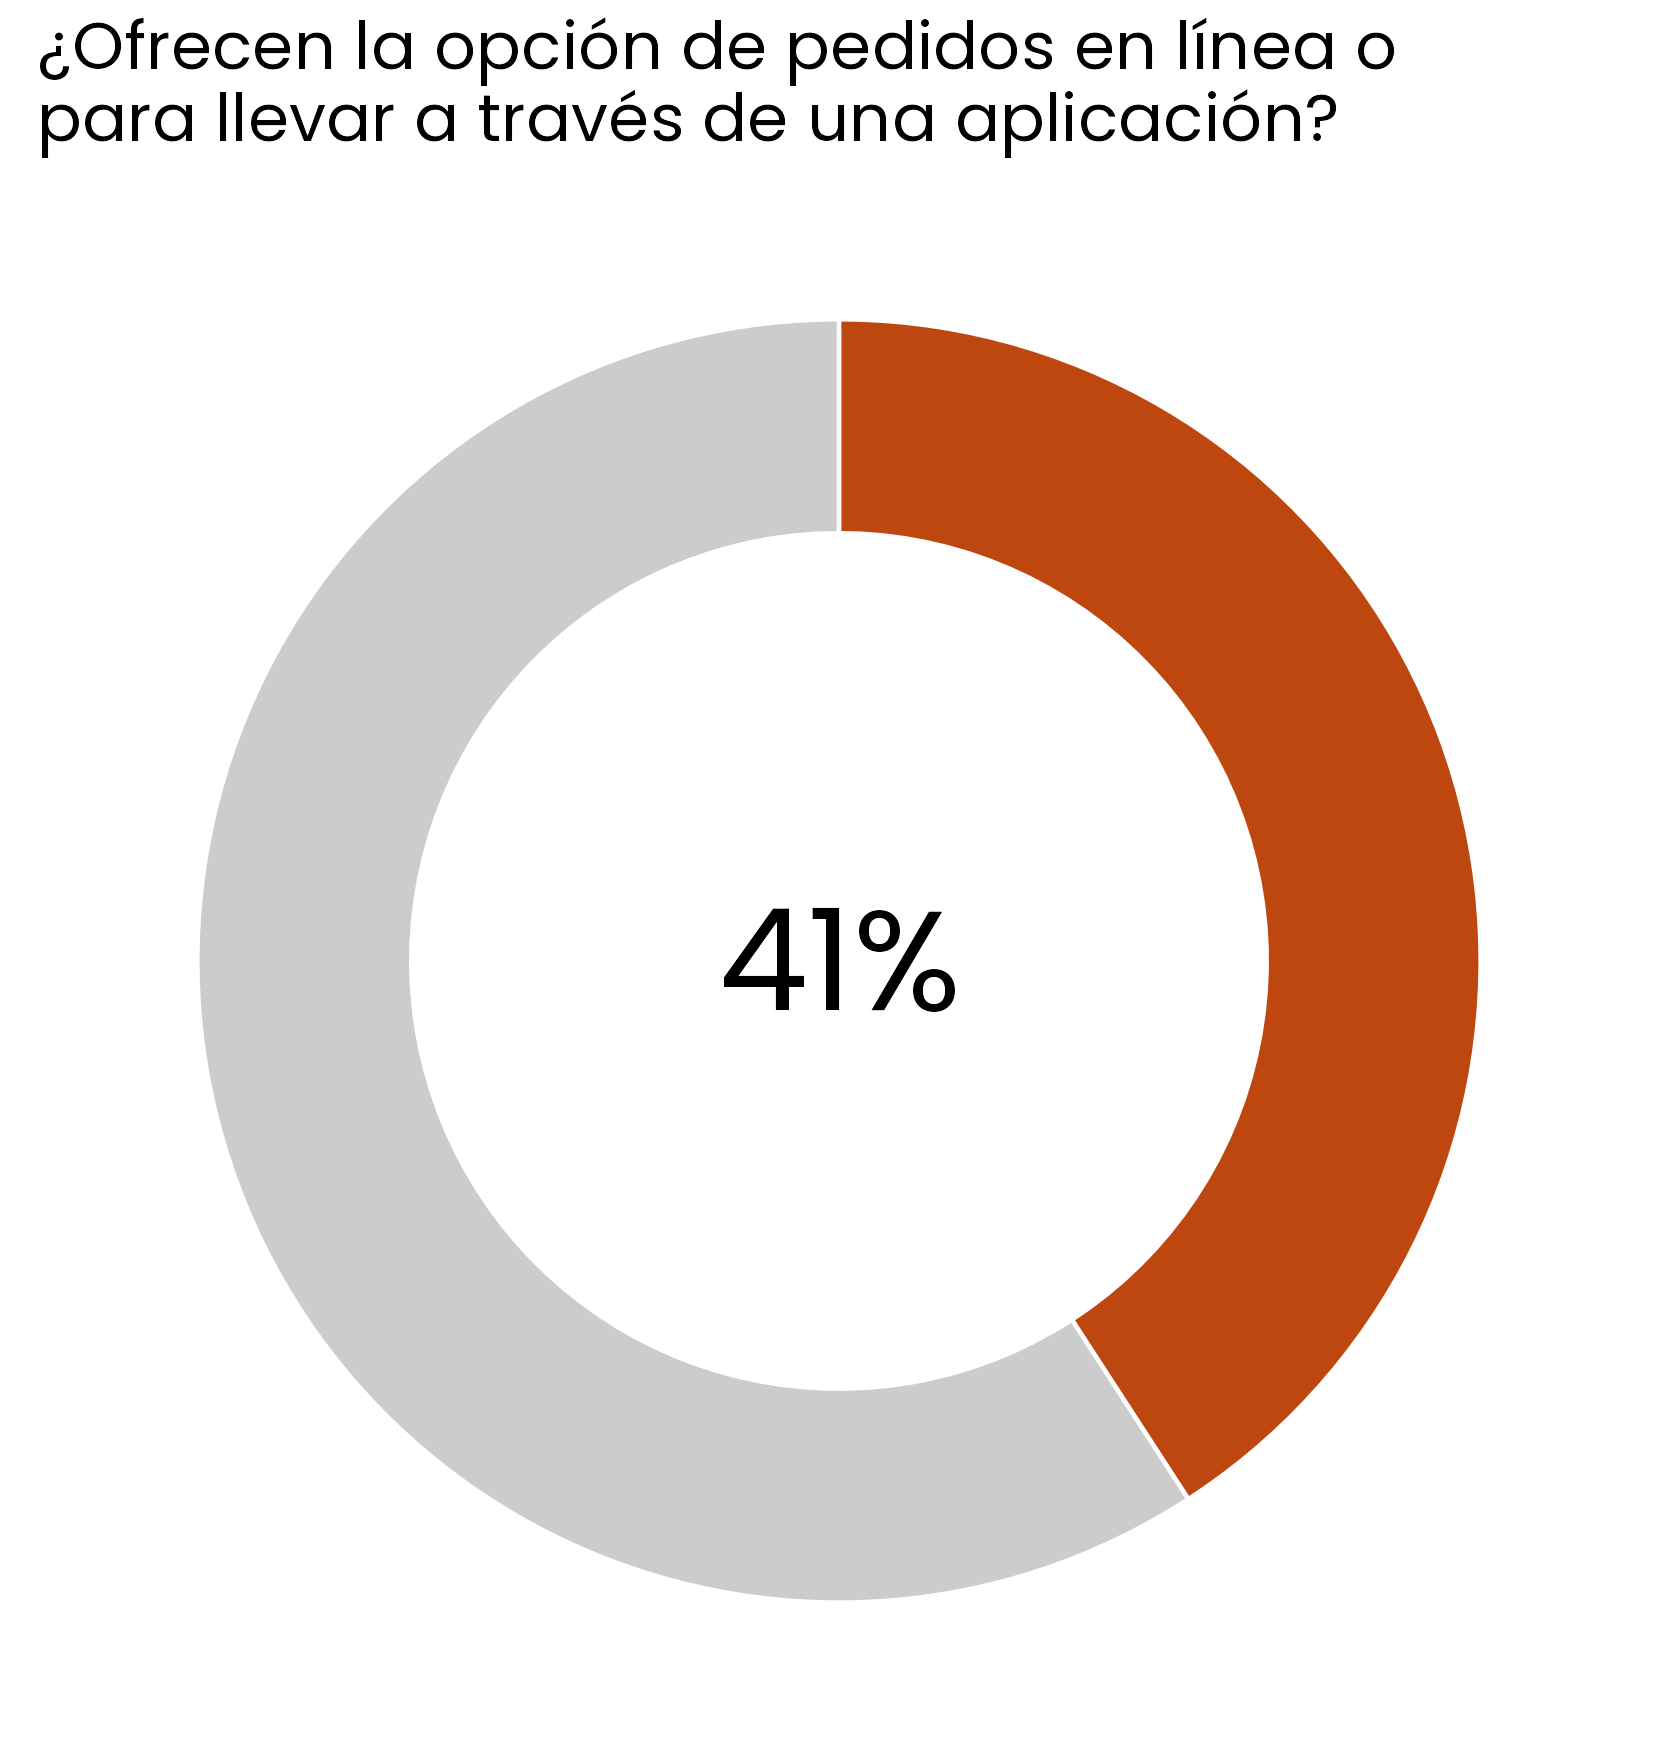 ¿Ofrecen la opción de pedidos en línea o
para llevar a través de una aplicación?
41%